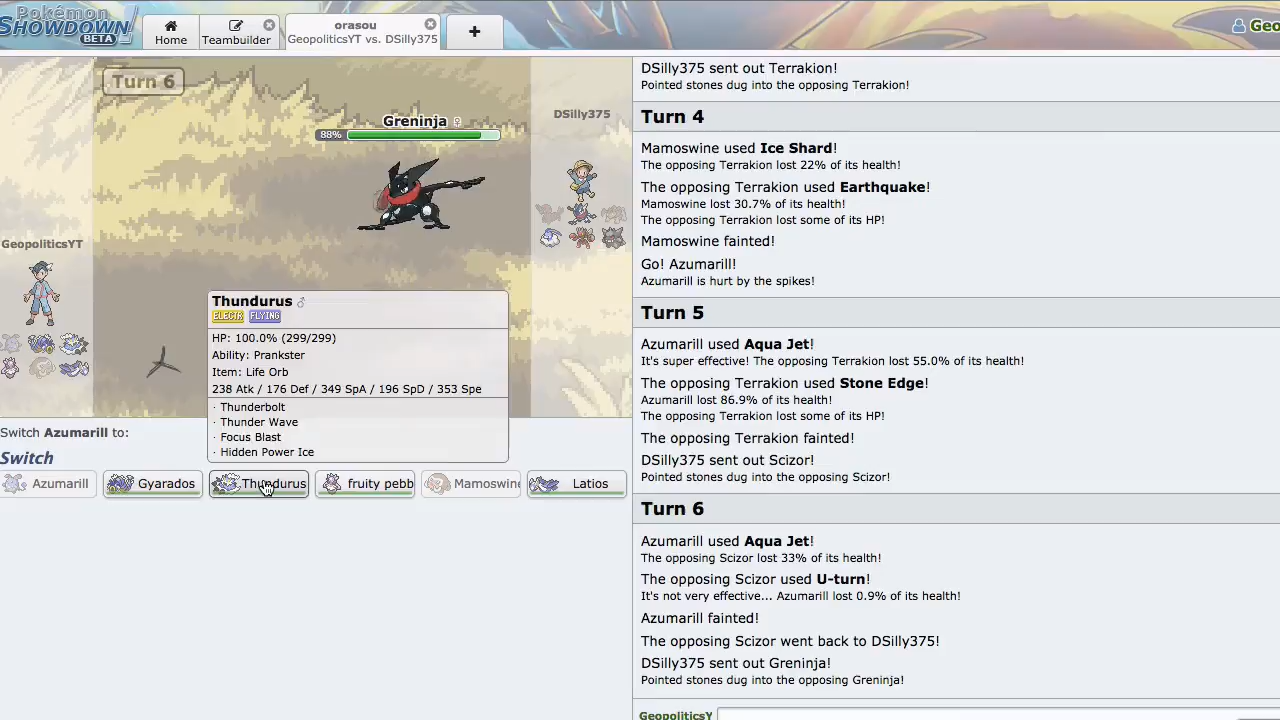 Pokémon
SHOWDOWN!
BETA
Home
Teambuilder
orasou
GeopoliticsYT vs. DSilly375
+
Geo
Turn 6
Greninja ♀
88%
DSilly375
GeopoliticsYT
Thundurus ♂
ELECTR FLYING
HP: 100.0% (299/299)
Ability: Prankster
Item: Life Orb
238 Atk / 176 Def / 349 SpA / 196 SpD / 353 Spe
· Thunderbolt
· Thunder Wave
· Focus Blast
· Hidden Power Ice
Switch Azumarill to:
Switch
Azumarill
Gyarados
Thundurus
fruity pebb
Mamoswine
Latios
DSilly375 sent out Terrakion!
Pointed stones dug into the opposing Terrakion!
Turn 4
Mamoswine used Ice Shard!
The opposing Terrakion lost 22% of its health!
The opposing Terrakion used Earthquake!
Mamoswine lost 30.7% of its health!
The opposing Terrakion lost some of its HP!
Mamoswine fainted!
Go! Azumarill!
Azumarill is hurt by the spikes!
Turn 5
Azumarill used Aqua Jet!
It's super effective! The opposing Terrakion lost 55.0% of its health!
The opposing Terrakion used Stone Edge!
Azumarill lost 86.9% of its health!
The opposing Terrakion lost some of its HP!
The opposing Terrakion fainted!
DSilly375 sent out Scizor!
Pointed stones dug into the opposing Scizor!
Turn 6
Azumarill used Aqua Jet!
The opposing Scizor lost 33% of its health!
The opposing Scizor used U-turn!
It's not very effective... Azumarill lost 0.9% of its health!
Azumarill fainted!
The opposing Scizor went back to DSilly375!
DSilly375 sent out Greninja!
Pointed stones dug into the opposing Greninja!
GeopoliticsY